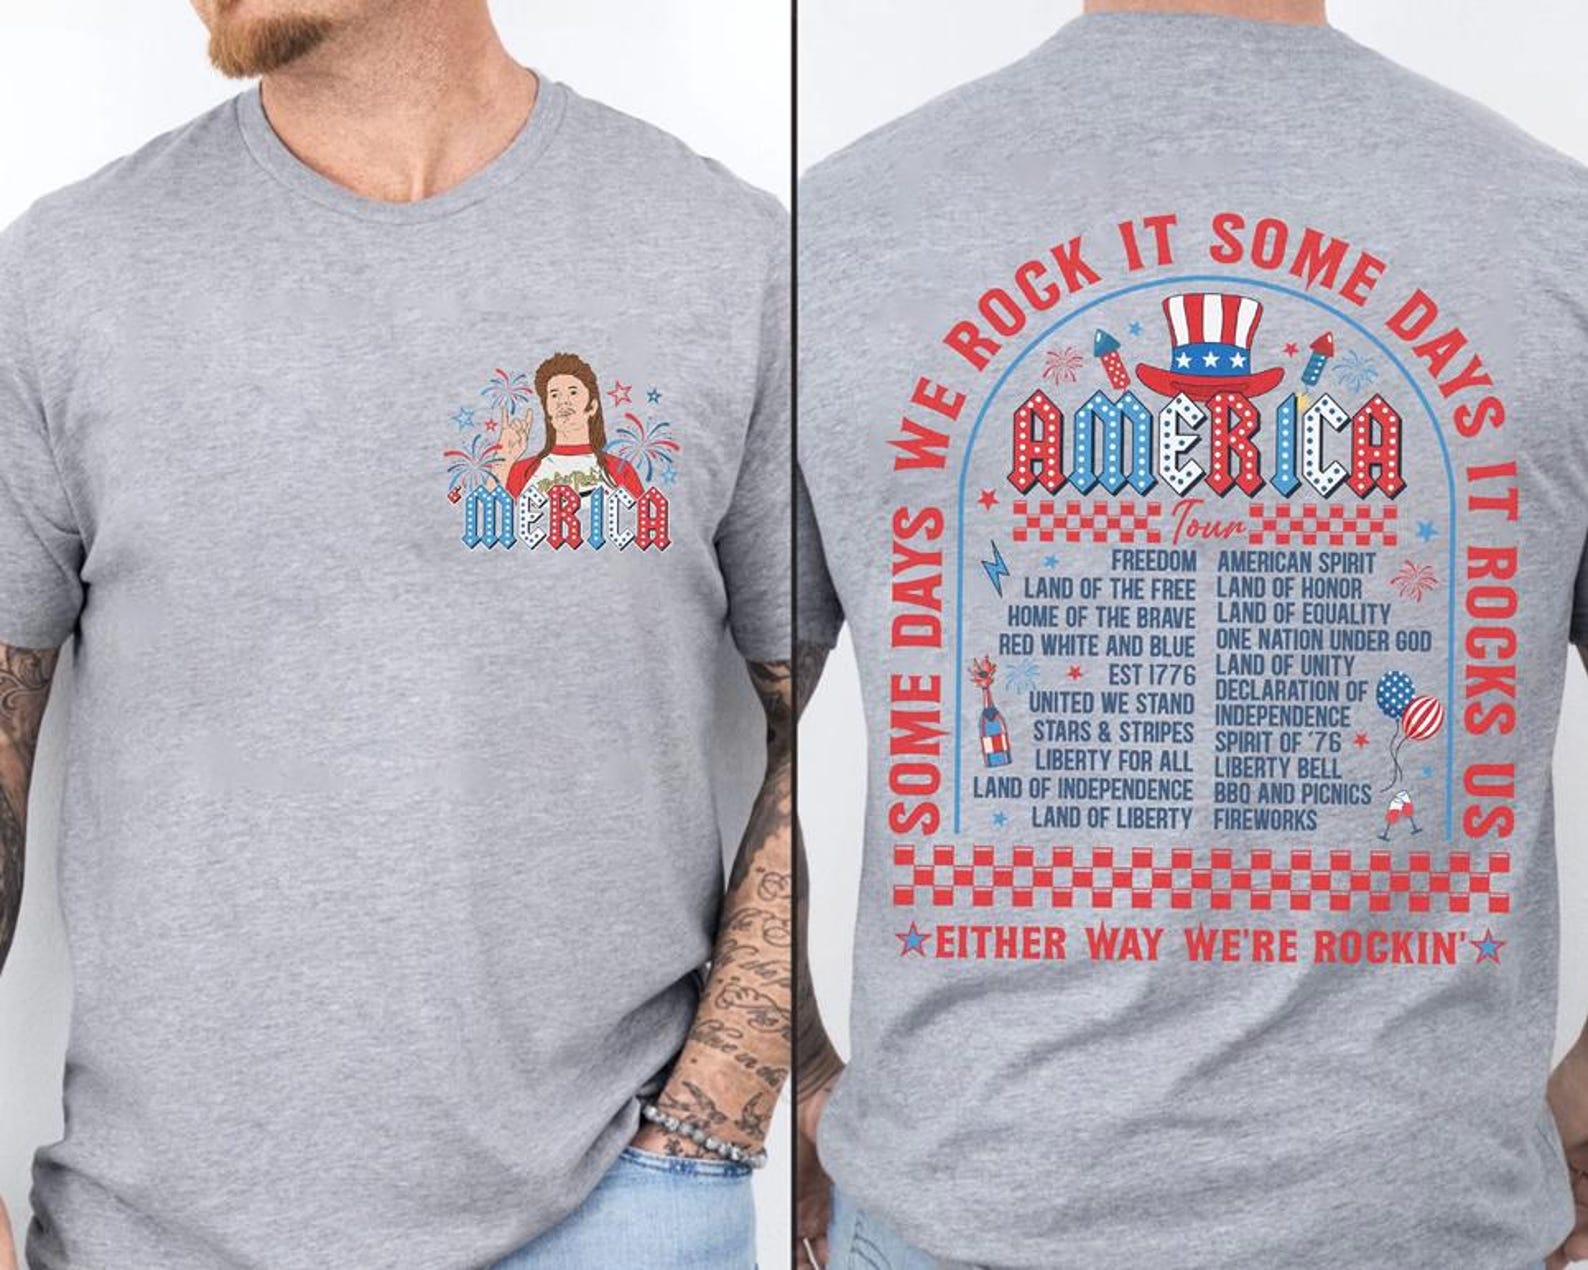 'MERICA
SOME DAYS WE ROCK IT SOME DAYS IT ROCKS US
AMERICA
Tour
FREEDOM
LAND OF THE FREE
HOME OF THE BRAVE
RED WHITE AND BLUE
EST 1776
UNITED WE STAND
STARS & STRIPES
LIBERTY FOR ALL
LAND OF INDEPENDENCE
LAND OF LIBERTY
AMERICAN SPIRIT
LAND OF HONOR
LAND OF EQUALITY
ONE NATION UNDER GOD
LAND OF UNITY
DECLARATION OF
INDEPENDENCE
SPIRIT OF '76
LIBERTY BELL
BBQ AND PICNICS
FIREWORKS
EITHER WAY WE'RE ROCKIN'